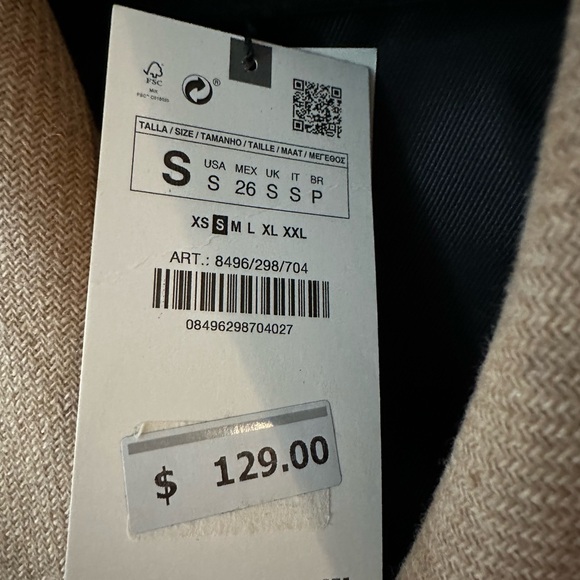 FSC
MIX
®
TALLA / SIZE / TAMANHO / TAILLE / MAAT / ΜΕΓΕΘΟΣ
S USA MEX UK IT BR
S 26 S S P
XS S M L XL XXL
ART.: 8496/298/704
08496298704027
$ 129.00